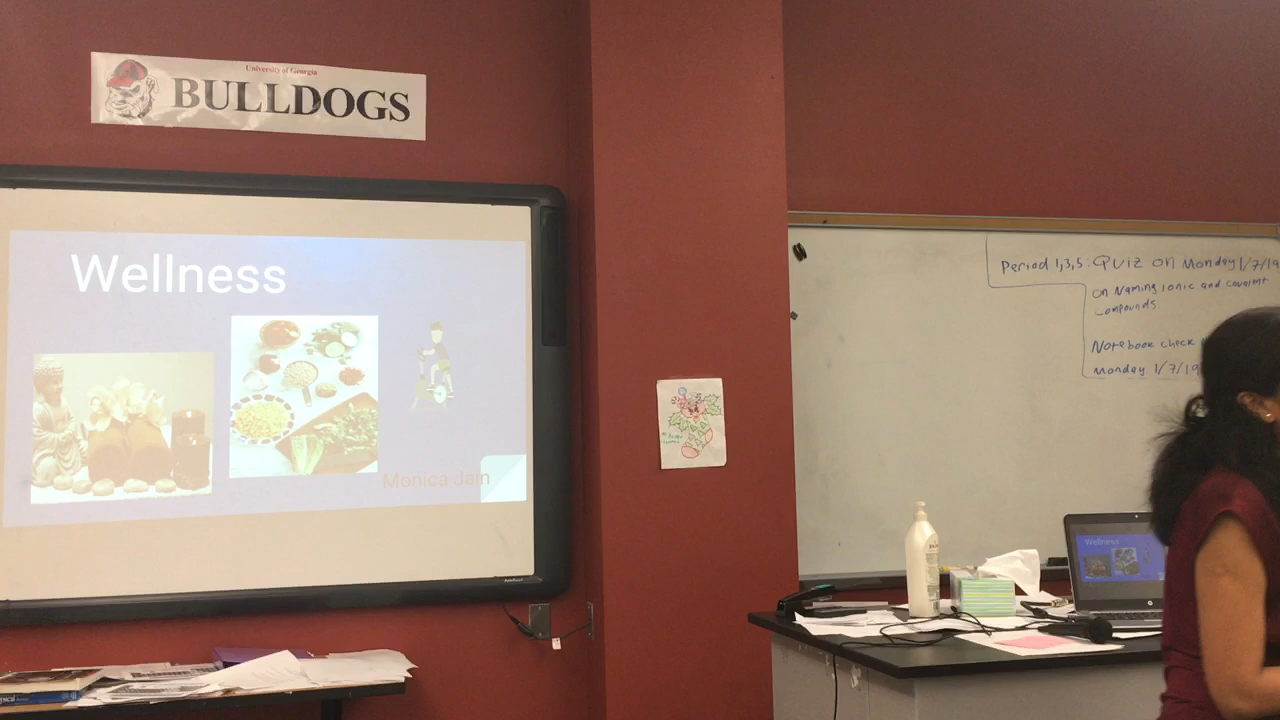 University of Georgia
BULLDOGS
Wellness
Monica Jain
Period 1,3,5: Quiz on Monday 1/7/19
on Naming ionic and covalent
compounds
Notebook check
Monday 1/7/19
Wellness